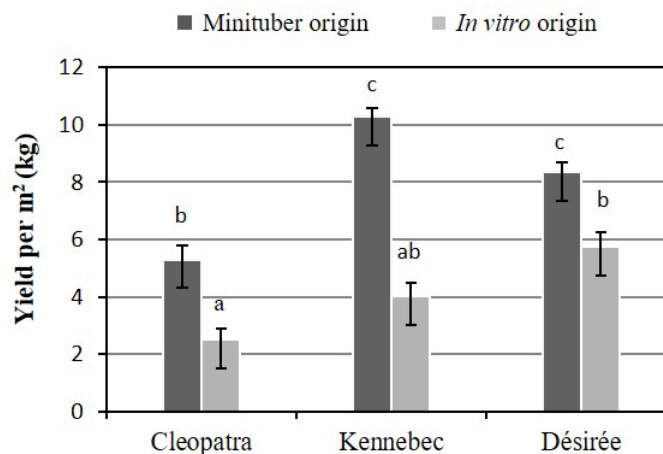 Minituber origin In vitro origin
Yield per m² (kg)
12
10
8
6
4
2
0
b
a
c
ab
c
b
Cleopatra Kennebec Désirée